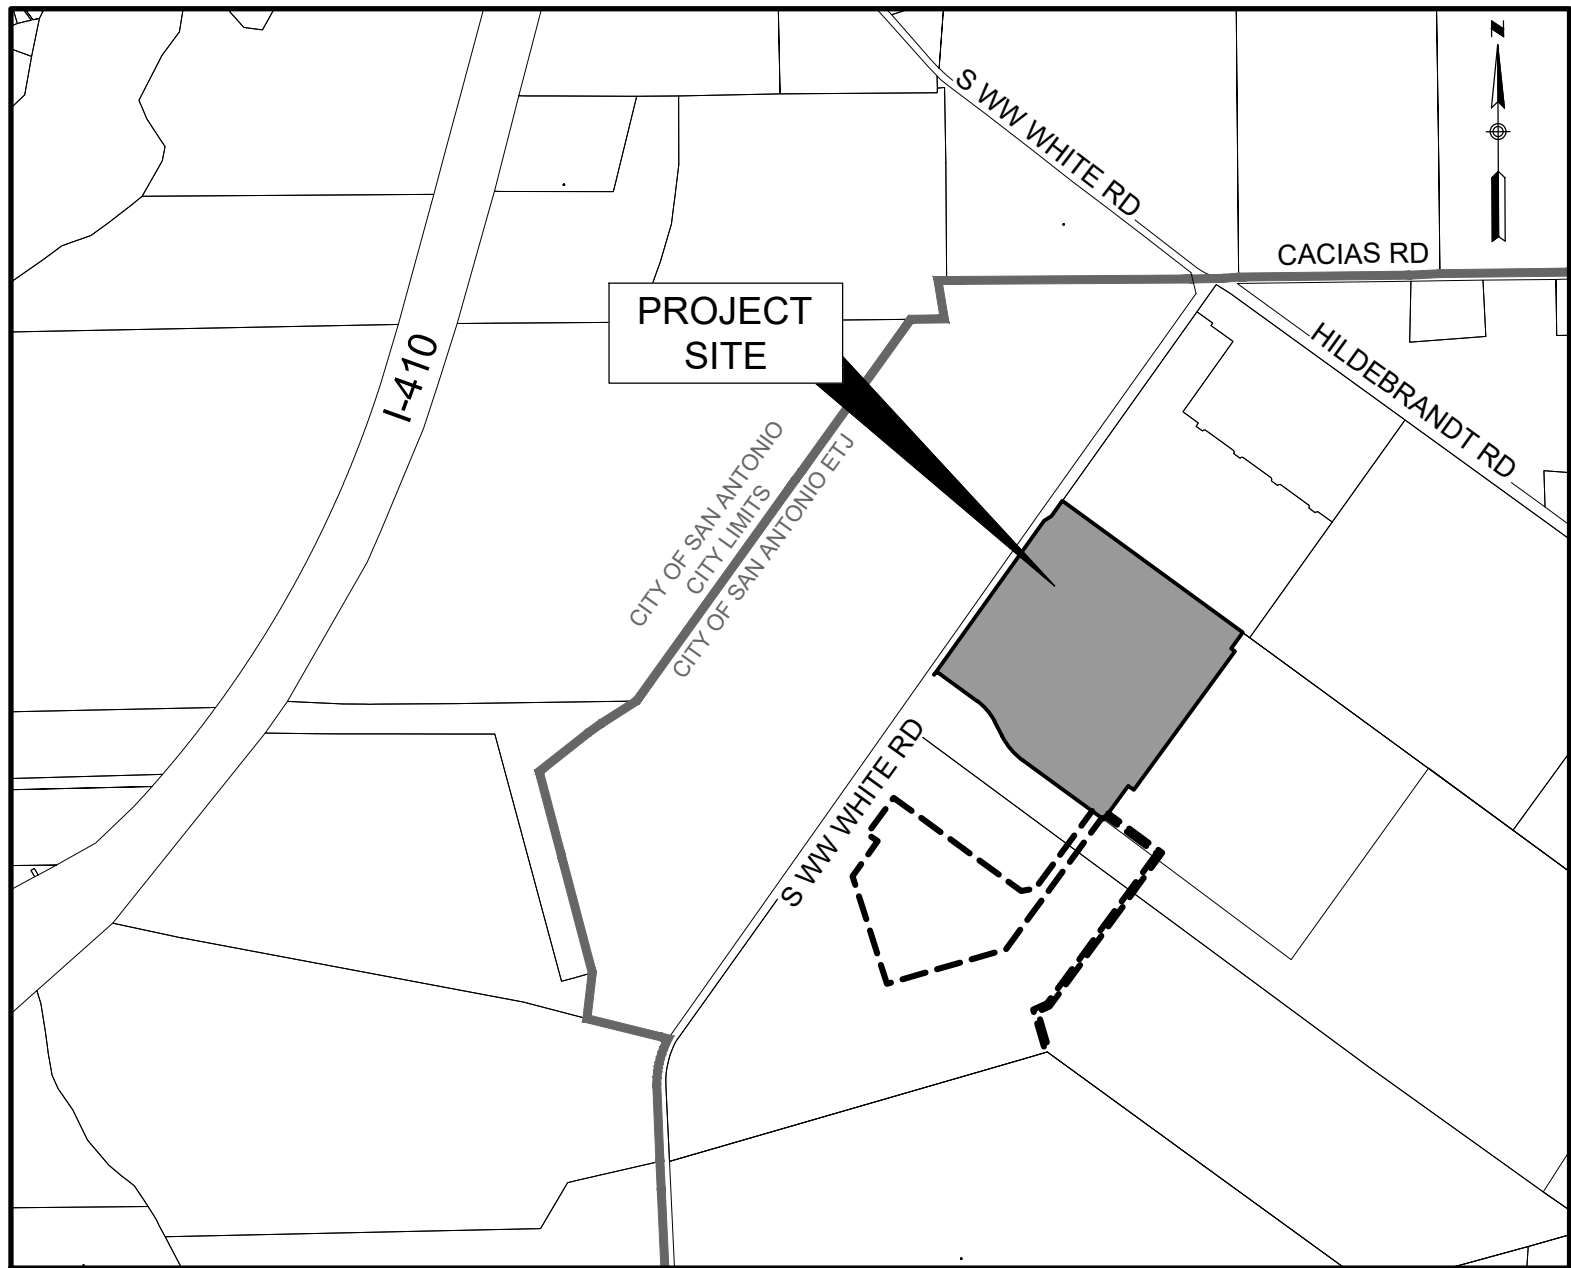 N
S WW WHITE RD
CACIAS RD
PROJECT
SITE
HILDEBRANDT RD
I-410
CITY OF SAN ANTONIO
CITY LIMITS
CITY OF SAN ANTONIO ETJ
S WW WHITE RD